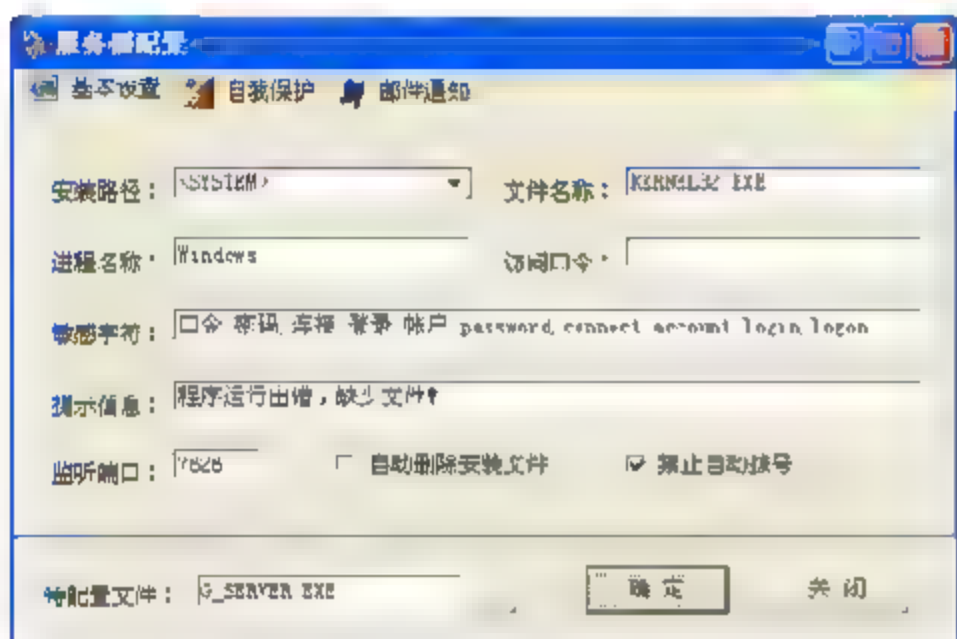 服务器配置
基本设置 自我保护 邮件通知
安装路径： <SYSTEM> 文件名称： KERNEL32.EXE
进程名称： Windows 访问口令：
敏感字符： 口令,密码,连接,登录,帐户,password,connect,account,login,logon
提示信息： 程序运行出错，缺少文件!
监听端口： 7626 自动删除安装文件 禁止自动拨号
待配置文件： G_SERVER.EXE 确定 关闭